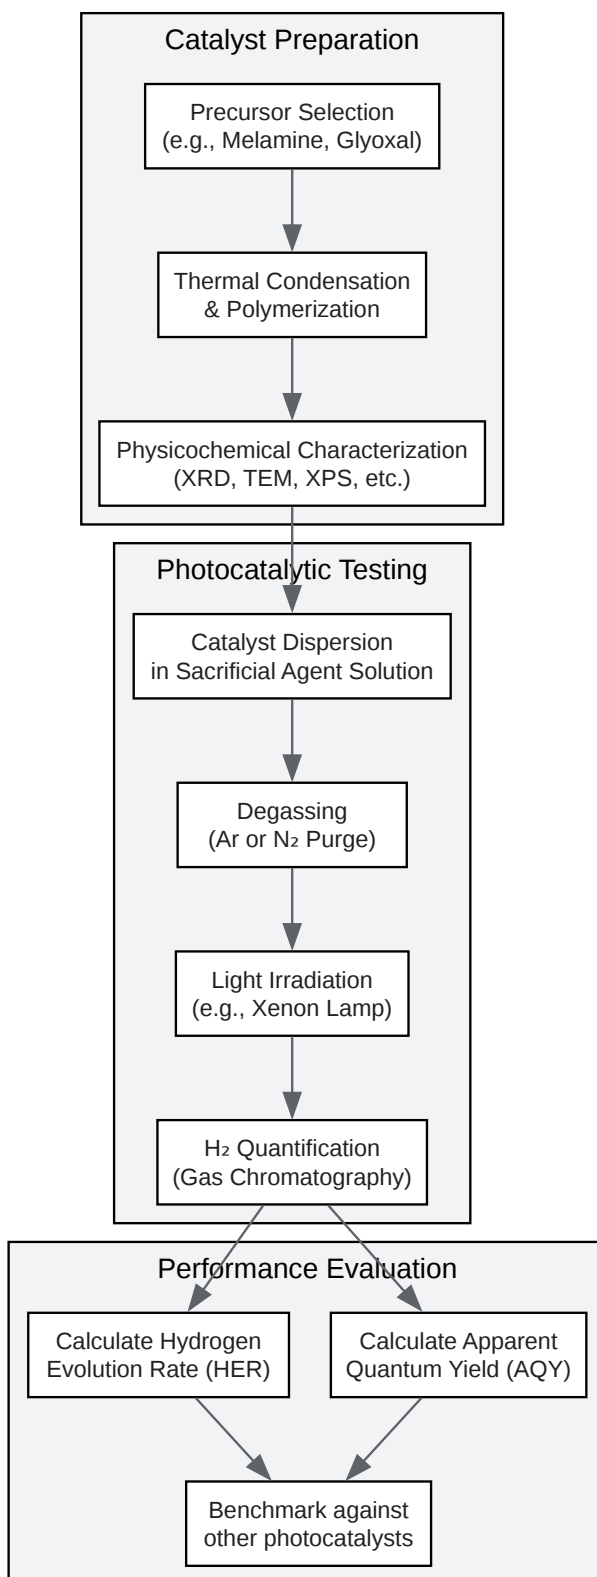 Catalyst Preparation
Precursor Selection
(e.g., Melamine, Glyoxal)
Thermal Condensation
& Polymerization
Physicochemical Characterization
(XRD, TEM, XPS, etc.)
Photocatalytic Testing
Catalyst Dispersion
in Sacrificial Agent Solution
Degassing
(Ar or N₂ Purge)
Light Irradiation
(e.g., Xenon Lamp)
H₂ Quantification
(Gas Chromatography)
Performance Evaluation
Calculate Hydrogen
Evolution Rate (HER)
Calculate Apparent
Quantum Yield (AQY)
Benchmark against
other photocatalysts